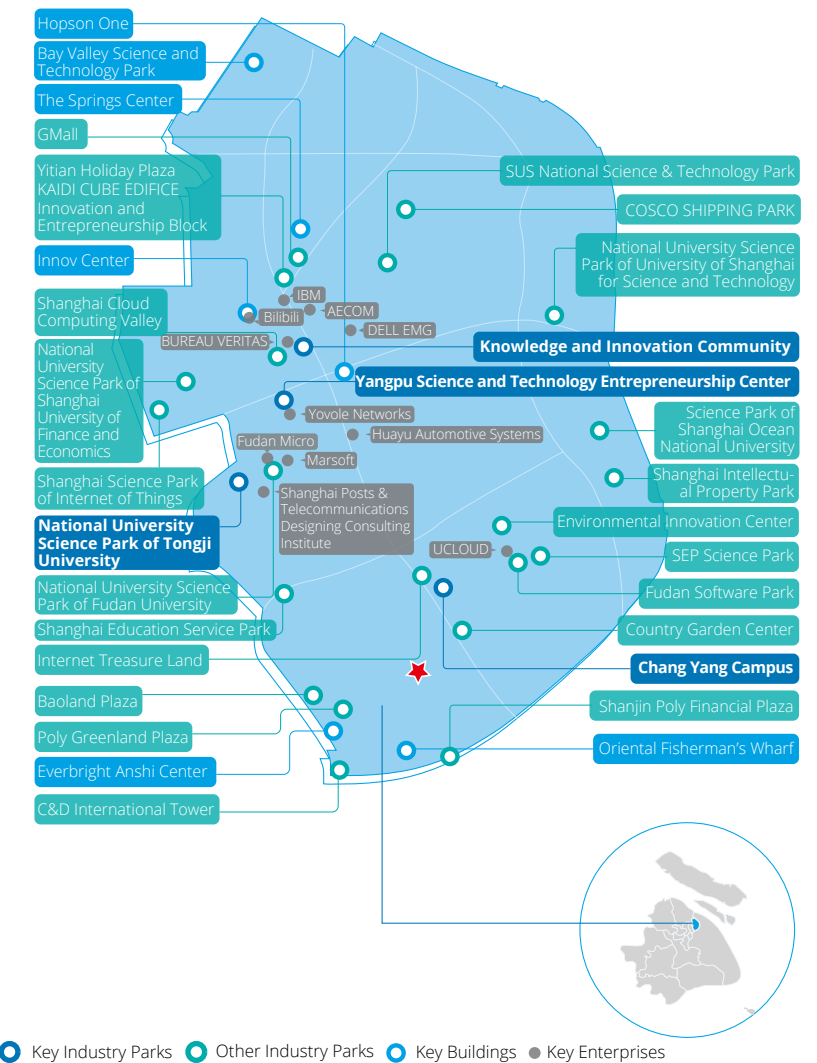 Hopson One
Bay Valley Science and
Technology Park
The Springs Center
GMall
Yitian Holiday Plaza
KAIDI CUBE EDIFICE
Innovation and
Entrepreneurship Block
Innov Center
Shanghai Cloud
Computing Valley
National
University
Science Park of
Shanghai
University of
Finance and
Economics
Shanghai Science Park
of Internet of Things
National University
Science Park of Tongji
University
National University Science
Park of Fudan University
Shanghai Education Service Park
Internet Treasure Land
Baoland Plaza
Poly Greenland Plaza
Everbright Anshi Center
C&D International Tower
IBM
Bilibili
AECOM
DELL EMG
BUREAU VERITAS
Yovole Networks
Huayu Automotive Systems
Fudan Micro
Marsoft
Shanghai Posts &
Telecommunications
Designing Consulting
Institute
UCLOUD
SUS National Science & Technology Park
COSCO SHIPPING PARK
National University Science
Park of University of Shanghai
for Science and Technology
Knowledge and Innovation Community
Yangpu Science and Technology Entrepreneurship Center
Science Park of
Shanghai Ocean
National University
Shanghai Intellectu-
al Property Park
Environmental Innovation Center
SEP Science Park
Fudan Software Park
Country Garden Center
Chang Yang Campus
Shanjin Poly Financial Plaza
Oriental Fisherman's Wharf
Key Industry Parks Other Industry Parks Key Buildings Key Enterprises